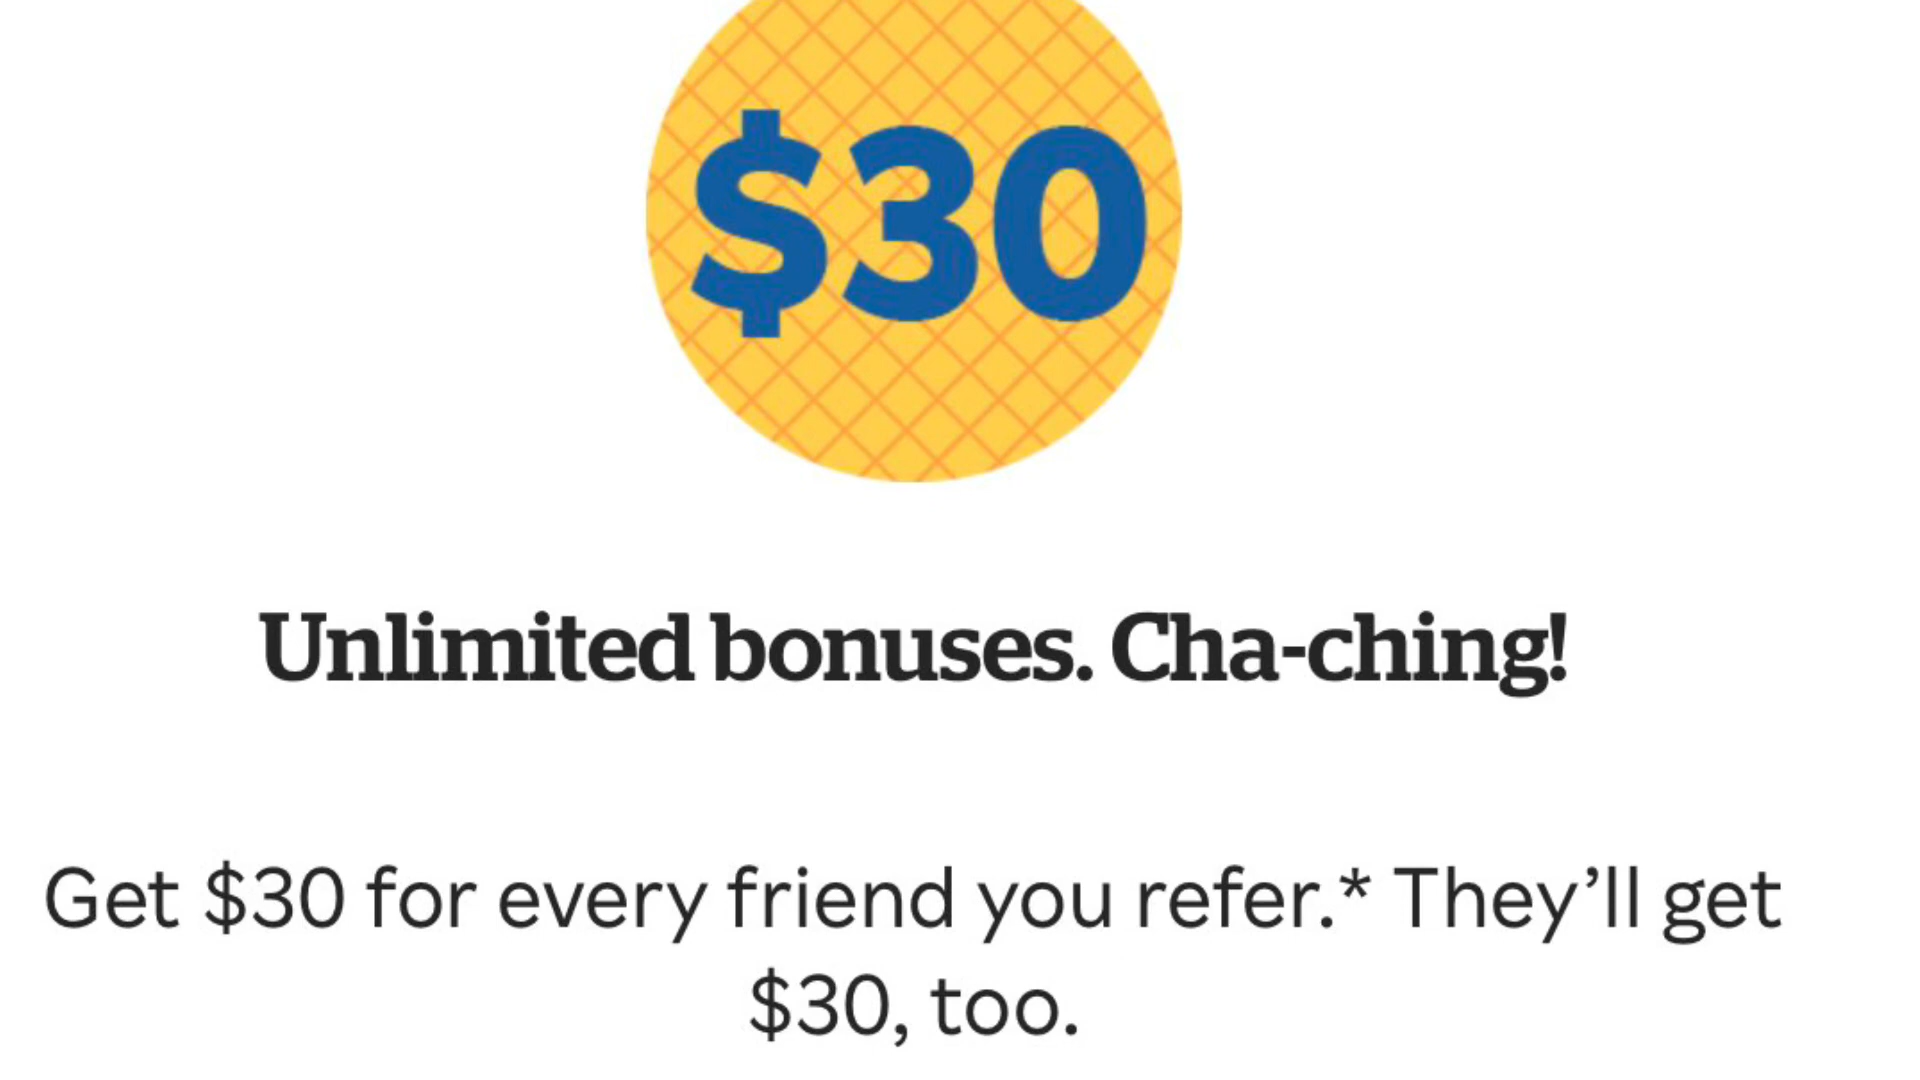 $30
Unlimited bonuses. Cha-ching!
Get $30 for every friend you refer.* They’ll get
$30, too.